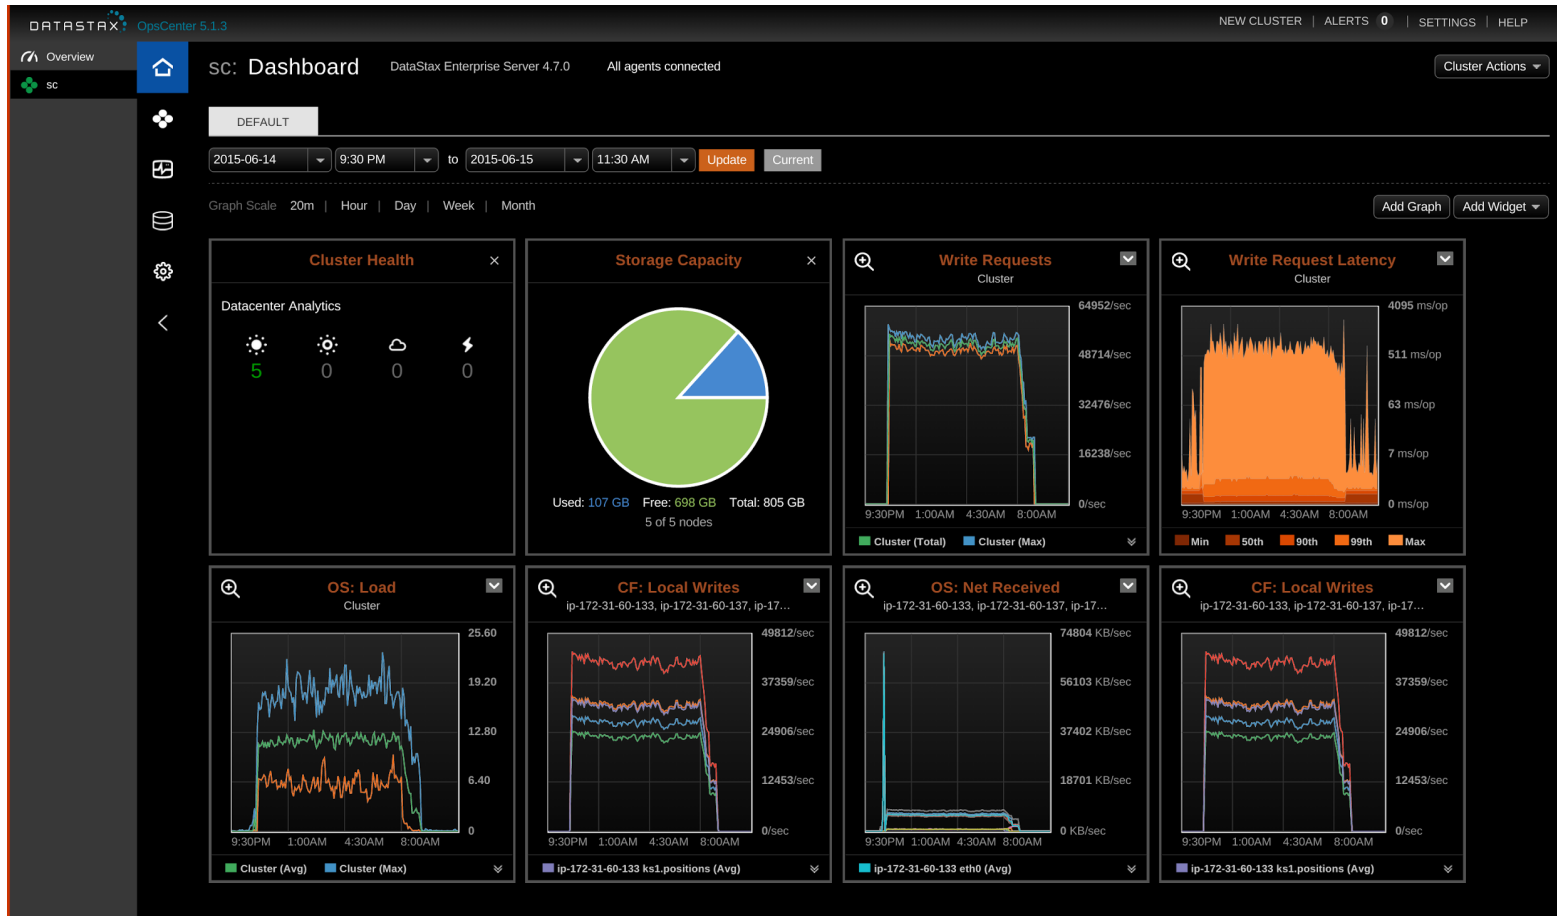 DATASTAX OpsCenter 5.1.3
NEW CLUSTER | ALERTS 0 | SETTINGS | HELP
Overview
sc
sc: Dashboard DataStax Enterprise Server 4.7.0 All agents connected Cluster Actions
DEFAULT
2015-06-14 9:30 PM to 2015-06-15 11:30 AM Update Current
Graph Scale 20m | Hour | Day | Week | Month
Add Graph Add Widget
Cluster Health
Datacenter Analytics
5 0 0 0
Storage Capacity
Used: 107 GB Free: 698 GB Total: 805 GB
5 of 5 nodes
Write Requests
Cluster
64952/sec
48714/sec
32476/sec
16238/sec
0/sec
9:30PM 1:00AM 4:30AM 8:00AM
Cluster (Total) Cluster (Max)
Write Request Latency
Cluster
4095 ms/op
511 ms/op
63 ms/op
7 ms/op
0 ms/op
9:30PM 1:00AM 4:30AM 8:00AM
Min 50th 90th 99th Max
OS: Load
Cluster
25.60
19.20
12.80
6.40
0
9:30PM 1:00AM 4:30AM 8:00AM
Cluster (Avg) Cluster (Max)
CF: Local Writes
ip-172-31-60-133, ip-172-31-60-137, ip-17...
49812/sec
37359/sec
24906/sec
12453/sec
0/sec
9:30PM 1:00AM 4:30AM 8:00AM
ip-172-31-60-133 ks1.positions (Avg)
OS: Net Received
ip-172-31-60-133, ip-172-31-60-137, ip-17...
74804 KB/sec
56103 KB/sec
37402 KB/sec
18701 KB/sec
0 KB/sec
9:30PM 1:00AM 4:30AM 8:00AM
ip-172-31-60-133 eth0 (Avg)
CF: Local Writes
ip-172-31-60-133, ip-172-31-60-137, ip-17...
49812/sec
37359/sec
24906/sec
12453/sec
0/sec
9:30PM 1:00AM 4:30AM 8:00AM
ip-172-31-60-133 ks1.positions (Avg)